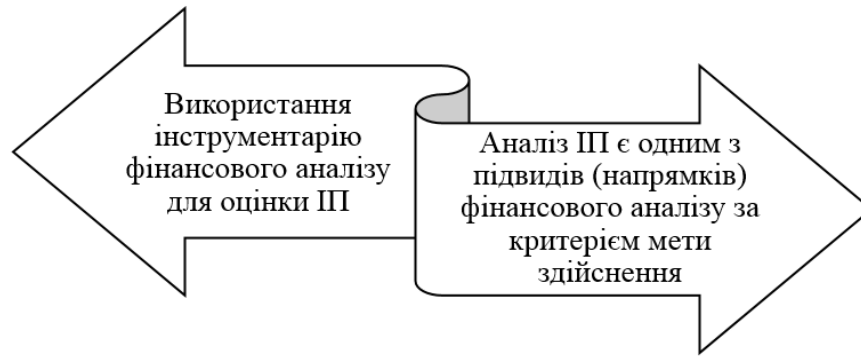 Використання
інструментарію
фінансового аналізу
для оцінки ІП
Аналіз ІП є одним з
підвидів (напрямків)
фінансового аналізу за
критерієм мети
здійснення